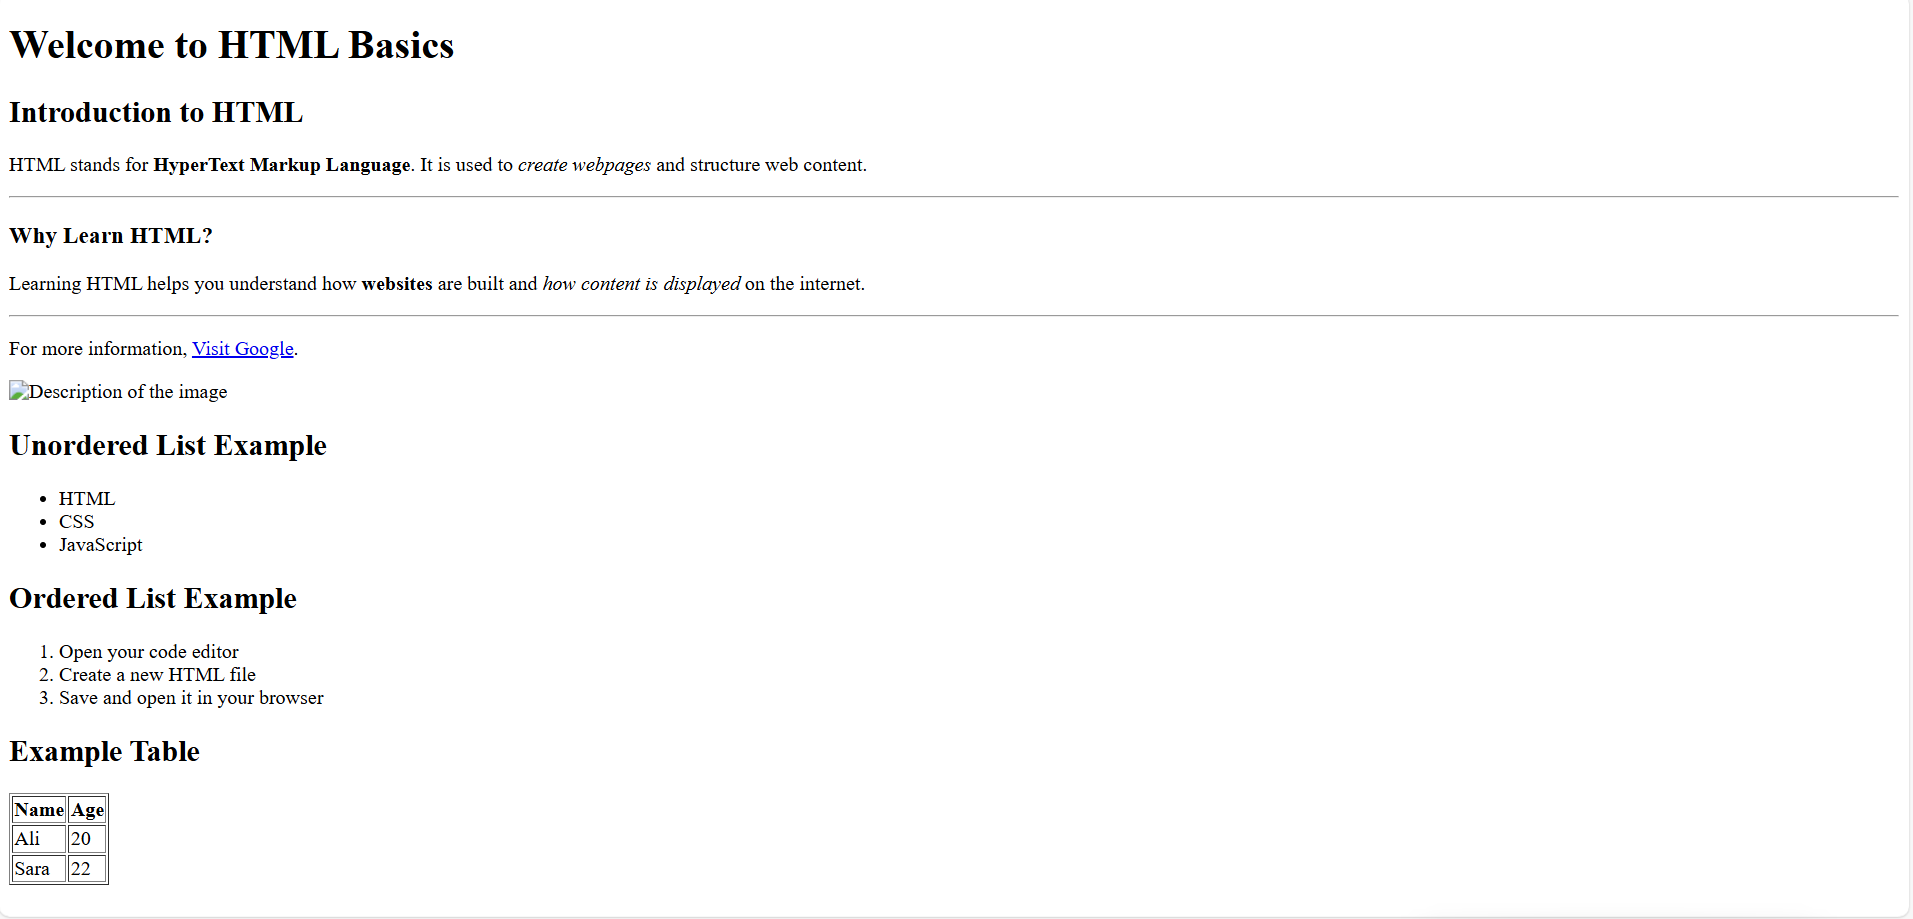 Welcome to HTML Basics
Introduction to HTML
HTML stands for HyperText Markup Language. It is used to create webpages and structure web content.
Why Learn HTML?
Learning HTML helps you understand how websites are built and how content is displayed on the internet.
For more information, Visit Google.
Description of the image
Unordered List Example
• HTML
• CSS
• JavaScript
Ordered List Example
1. Open your code editor
2. Create a new HTML file
3. Save and open it in your browser
Example Table
Name Age
Ali 20
Sara 22